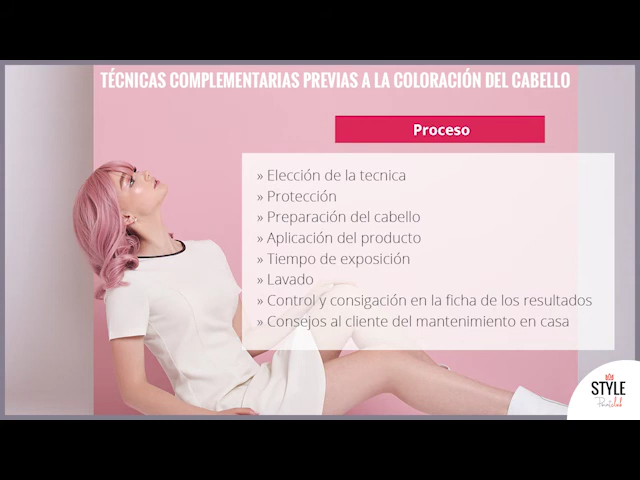 TÉCNICAS COMPLEMENTARIAS PREVIAS A LA COLORACIÓN DEL CABELLO
Proceso
» Elección de la tecnica
» Protección
» Preparación del cabello
» Aplicación del producto
» Tiempo de exposición
» Lavado
» Control y consigación en la ficha de los resultados
» Consejos al cliente del mantenimiento en casa
STYLE